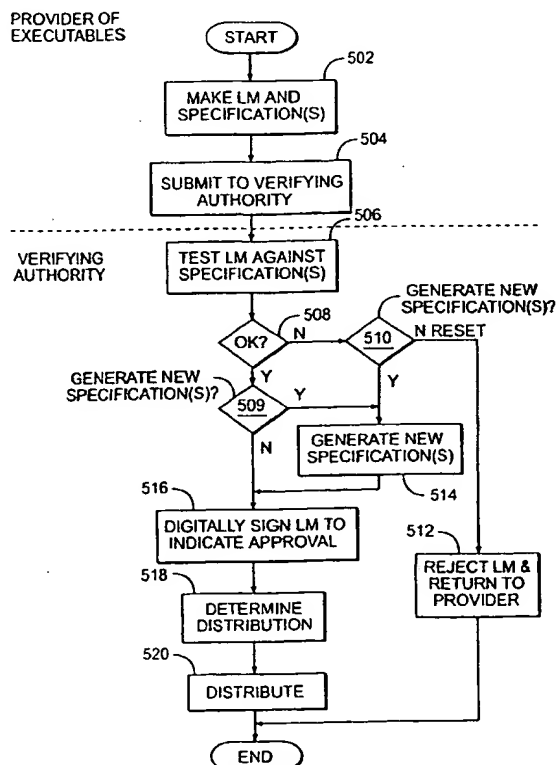 PROVIDER OF
EXECUTABLES
START
502
MAKE LM AND
SPECIFICATION(S)
504
SUBMIT TO VERIFYING
AUTHORITY
506
VERIFYING
AUTHORITY
TEST LM AGAINST
SPECIFICATION(S)
GENERATE NEW
SPECIFICATION(S)?
508
OK?
N
510
N RESET
GENERATE NEW
SPECIFICATION(S)?
Y
509
Y
Y
N
GENERATE NEW
SPECIFICATION(S)
514
516
DIGITALLY SIGN LM TO
INDICATE APPROVAL
512
REJECT LM &
RETURN TO
PROVIDER
518
DETERMINE
DISTRIBUTION
520
DISTRIBUTE
END